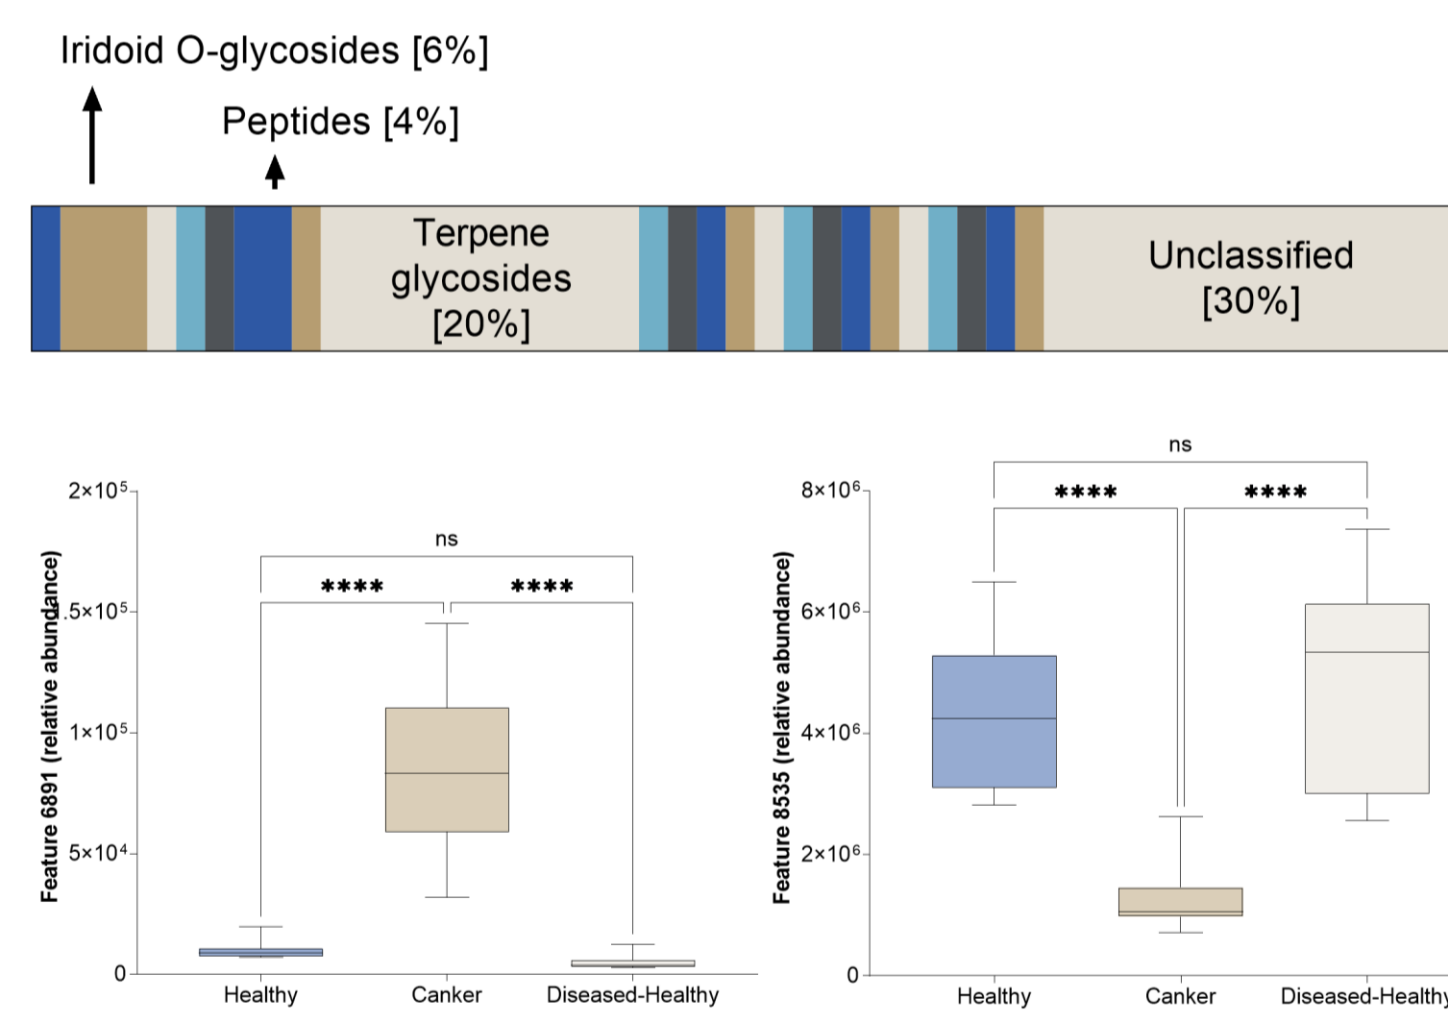 Iridoid O-glycosides [6%]
Peptides [4%]
Terpene
glycosides
[20%]
Unclassified
[30%]
Feature 6891 (relative abundance)
2×10⁵
.5×10⁵
1×10⁵
5×10⁴
0
ns
**** ****
Healthy Canker Diseased-Healthy
Feature 8535 (relative abundance)
8×10⁶
6×10⁶
4×10⁶
2×10⁶
0
ns
**** ****
Healthy Canker Diseased-Healthy